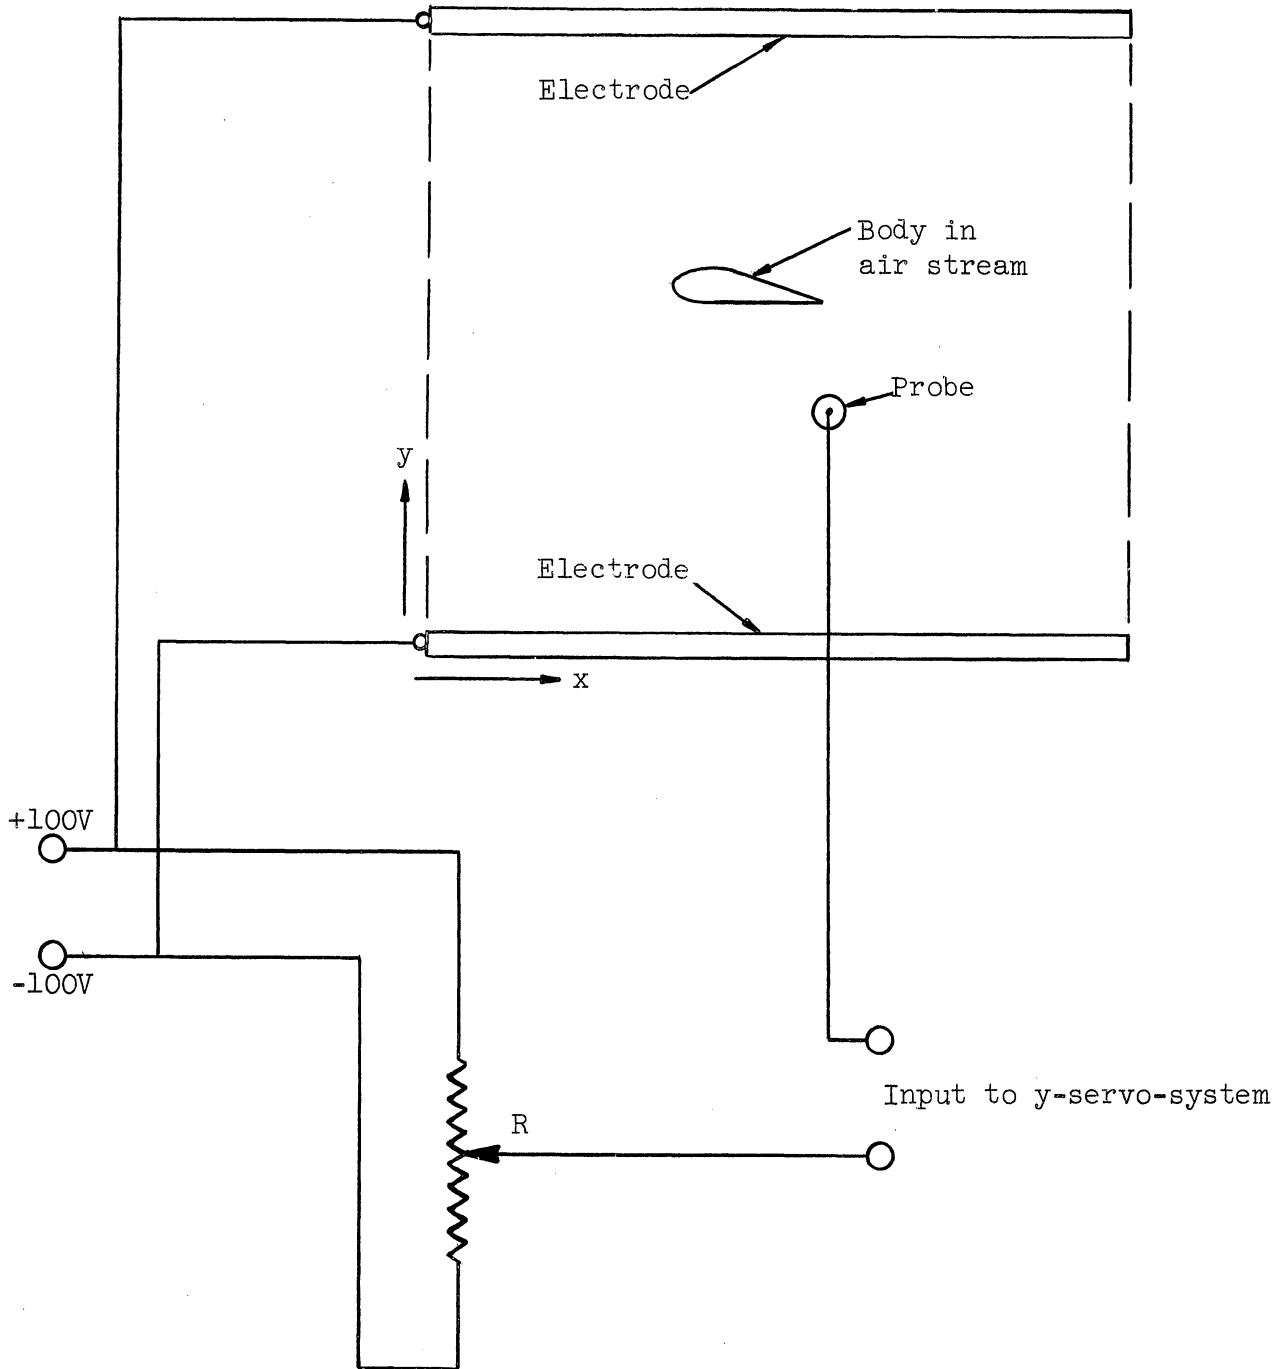 Electrode
Body in
air stream
Probe
y
Electrode
x
+100V
-100V
Input to y-servo-system
R